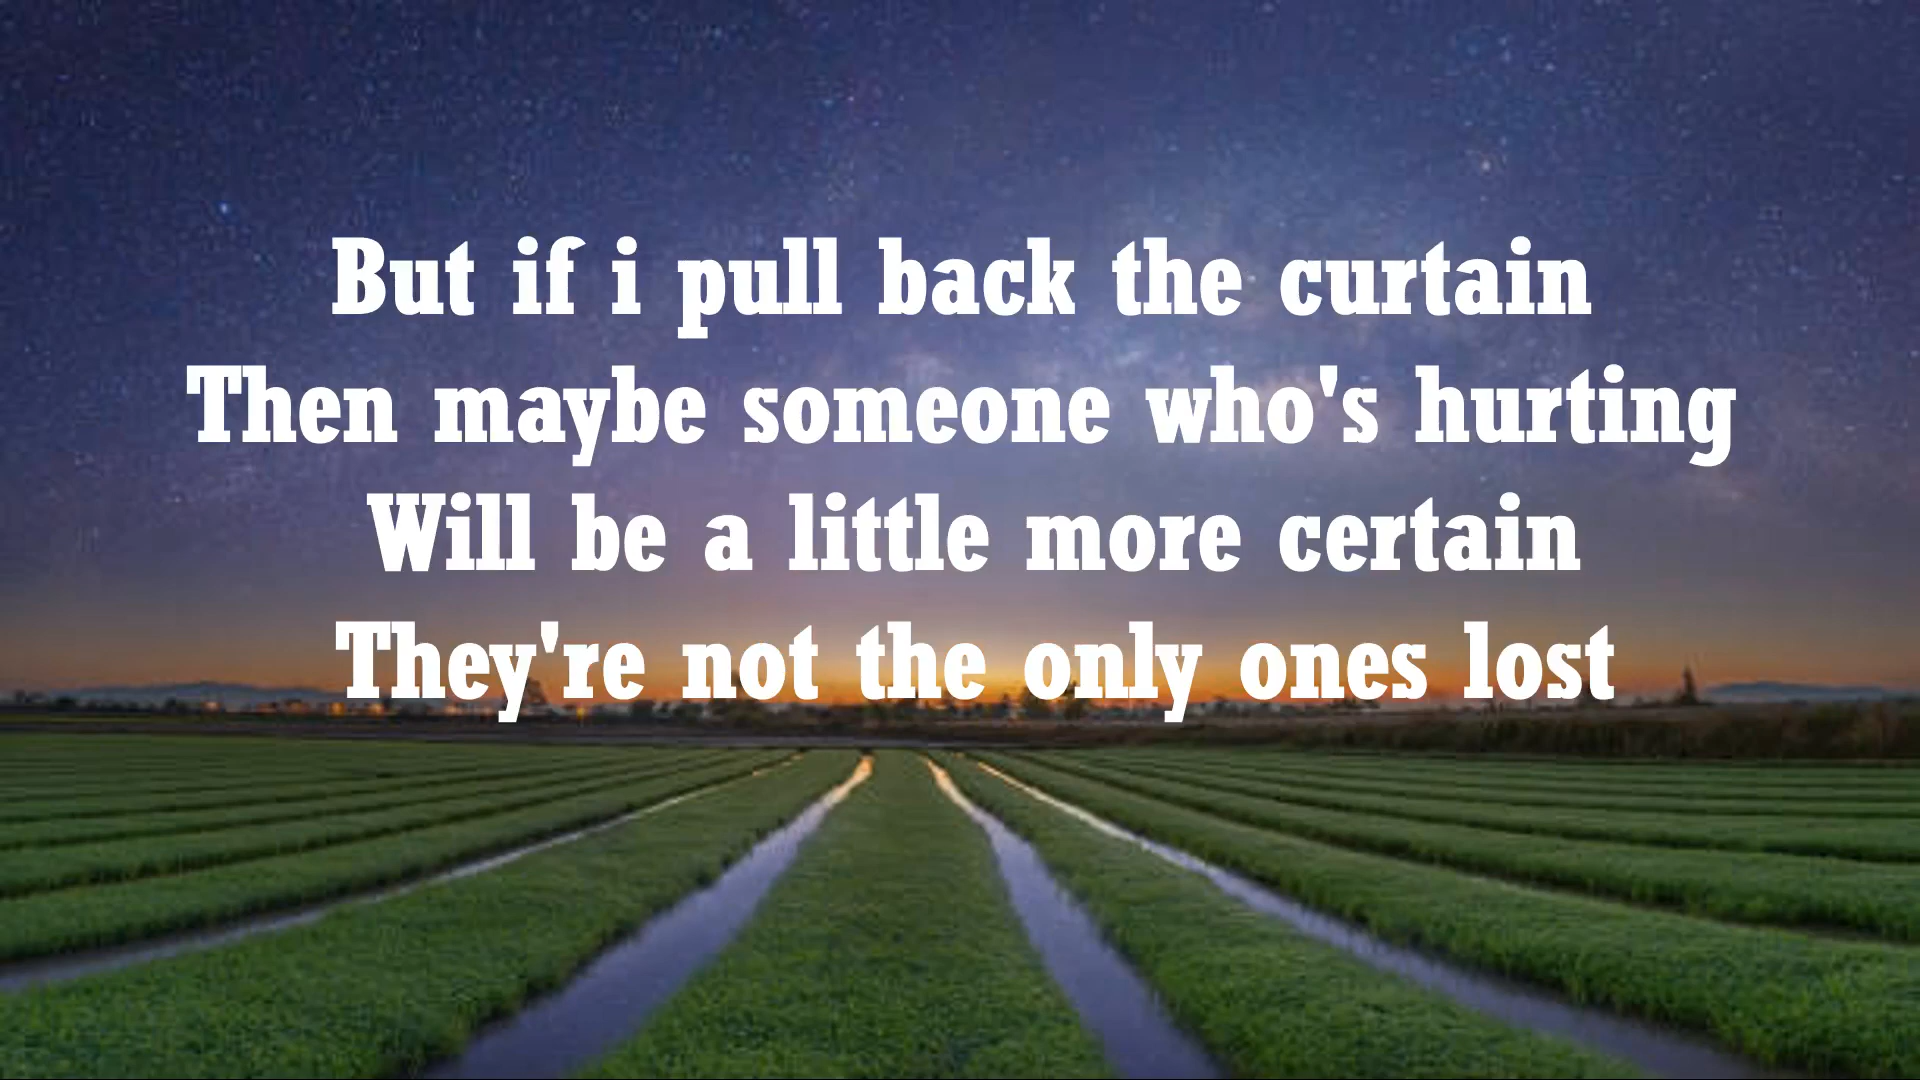 But if i pull back the curtain
Then maybe someone who's hurting
Will be a little more certain
They're not the only ones lost